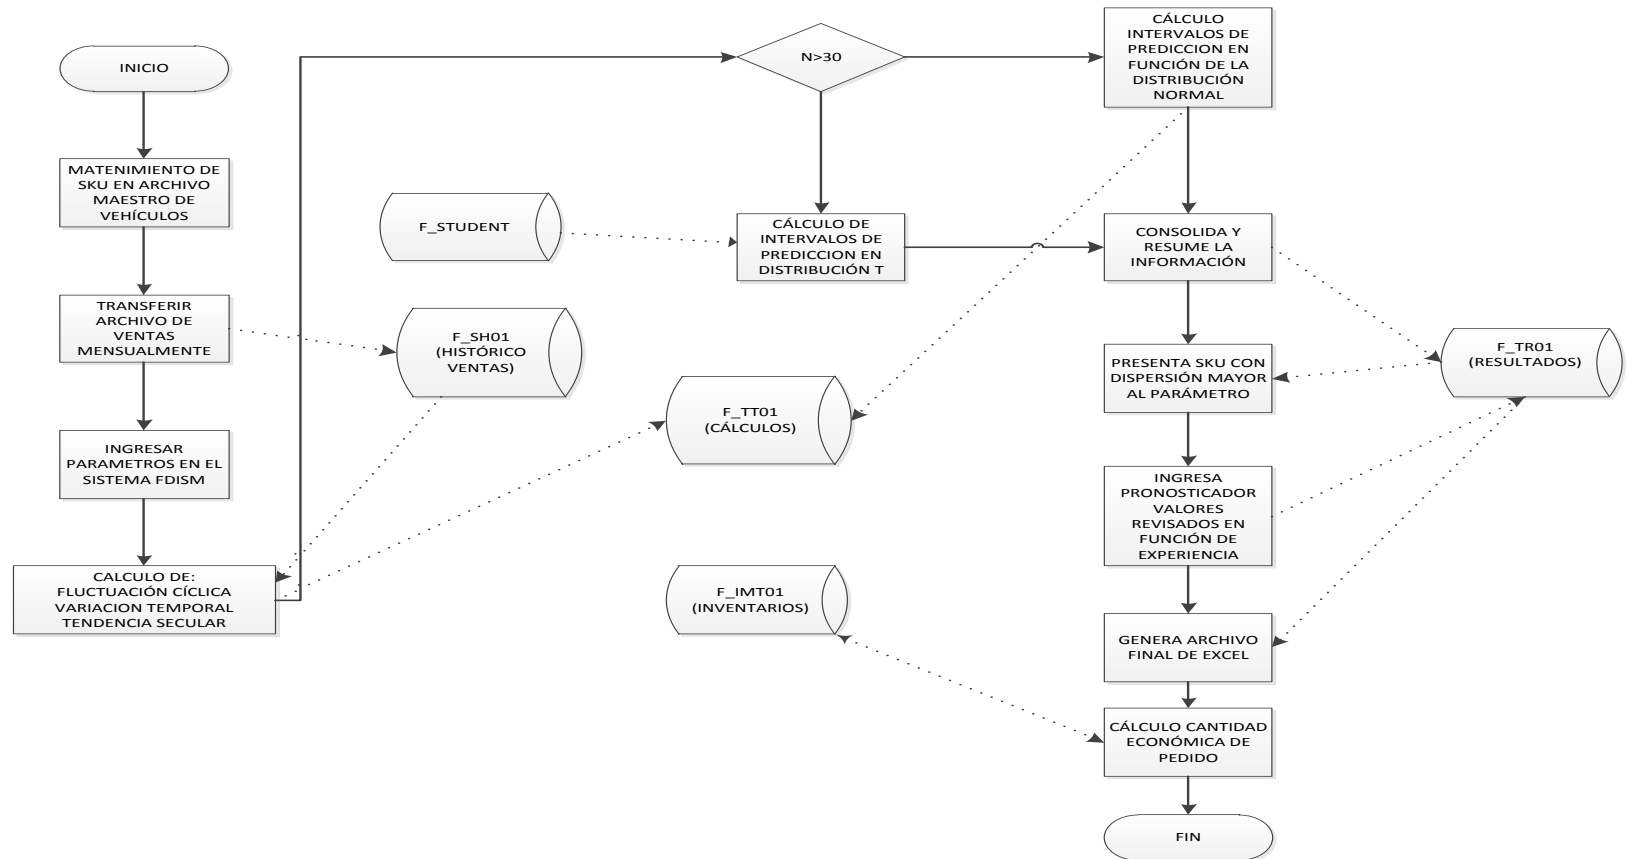 INICIO
MATENIMIENTO DE
SKU EN ARCHIVO
MAESTRO DE
VEHÍCULOS
TRANSFERIR
ARCHIVO DE
VENTAS
MENSUALMENTE
INGRESAR
PARAMETROS EN EL
SISTEMA FDISM
CALCULO DE:
FLUCTUACIÓN CÍCLICA
VARIACION TEMPORAL
TENDENCIA SECULAR
F_STUDENT
F_SH01
(HISTÓRICO
VENTAS)
F_TT01
(CÁLCULOS)
F_IMT01
(INVENTARIOS)
N>30
CÁLCULO DE
INTERVALOS DE
PREDICCION EN
DISTRIBUCIÓN T
CÁLCULO
INTERVALOS DE
PREDICCION EN
FUNCIÓN DE LA
DISTRIBUCIÓN
NORMAL
CONSOLIDA Y
RESUME LA
INFORMACIÓN
PRESENTA SKU CON
DISPERSIÓN MAYOR
AL PARÁMETRO
INGRESA
PRONOSTICADOR
VALORES
REVISADOS EN
FUNCIÓN DE
EXPERIENCIA
GENERA ARCHIVO
FINAL DE EXCEL
CÁLCULO CANTIDAD
ECONÓMICA DE
PEDIDO
FIN
F_TR01
(RESULTADOS)